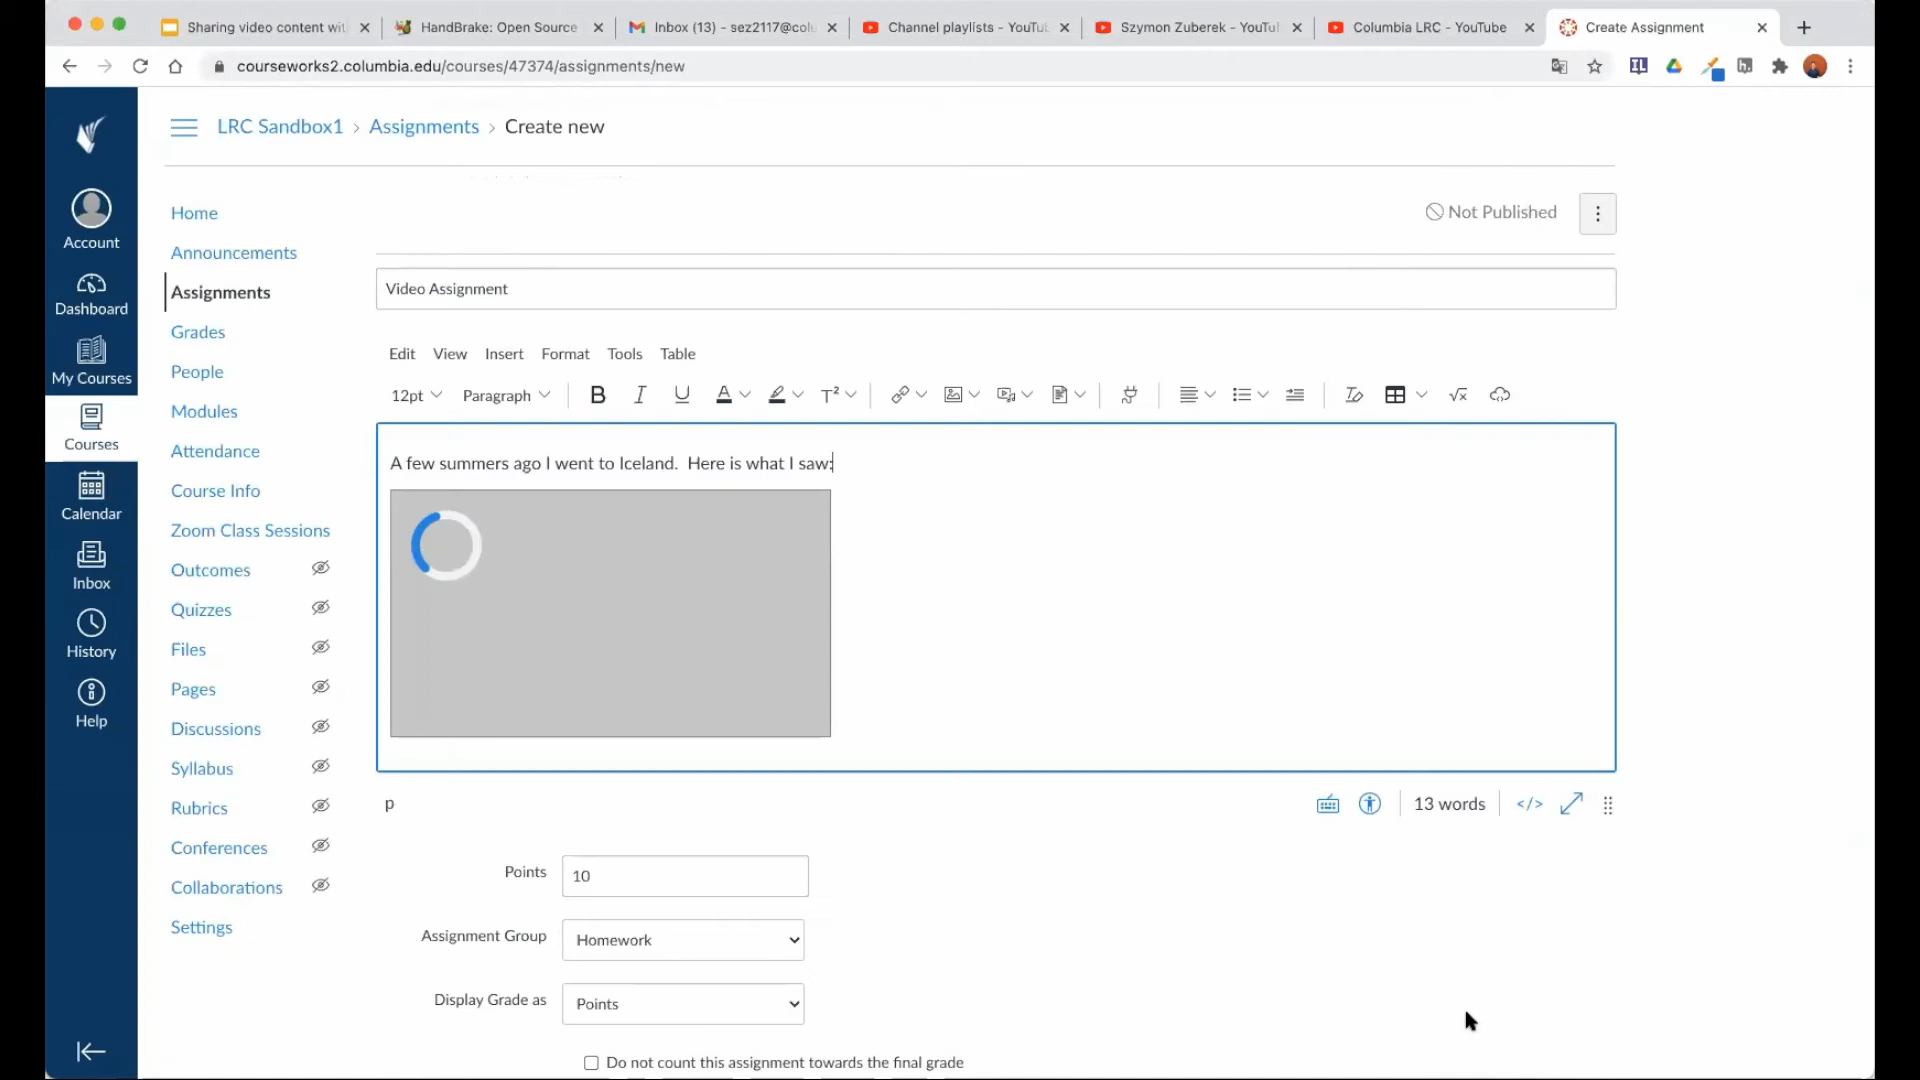 Sharing video content wit
HandBrake: Open Source
Inbox (13) - sez2117@colu
Channel playlists - YouTub
Szymon Zuberek - YouTu
Columbia LRC - YouTube
Create Assignment
courseworks2.columbia.edu/courses/47374/assignments/new
LRC Sandbox1 › Assignments › Create new
Account
Dashboard
My Courses
Courses
Calendar
Inbox
History
Help
Home
Announcements
Assignments
Grades
People
Modules
Attendance
Course Info
Zoom Class Sessions
Outcomes
Quizzes
Files
Pages
Discussions
Syllabus
Rubrics
Conferences
Collaborations
Settings
Not Published
Video Assignment
Edit View Insert Format Tools Table
12pt Paragraph B I U A T²
A few summers ago I went to Iceland. Here is what I saw:
p
13 words </>
Points 10
Assignment Group Homework
Display Grade as Points
Do not count this assignment towards the final grade